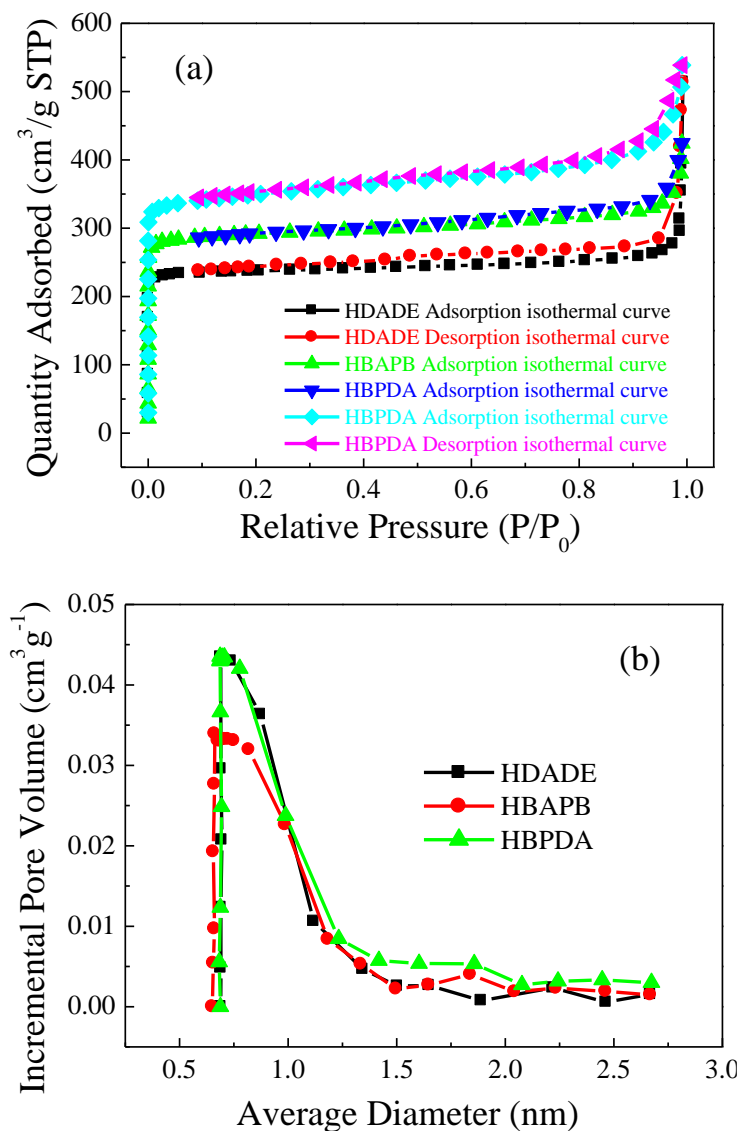 (a)
600
500
400
300
200
100
0
Quantity Adsorbed (cm³/g STP)
HDADE Adsorption isothermal curve
HDADE Desorption isothermal curve
HBAPB Adsorption isothermal curve
HBPDA Adsorption isothermal curve
HBPDA Adsorption isothermal curve
HBPDA Desorption isothermal curve
0.0 0.2 0.4 0.6 0.8 1.0
Relative Pressure (P/P₀)
(b)
0.05
0.04
0.03
0.02
0.01
0.00
Incremental Pore Volume (cm³g⁻¹)
HDADE
HBAPB
HBPDA
0.5 1.0 1.5 2.0 2.5 3.0
Average Diameter (nm)